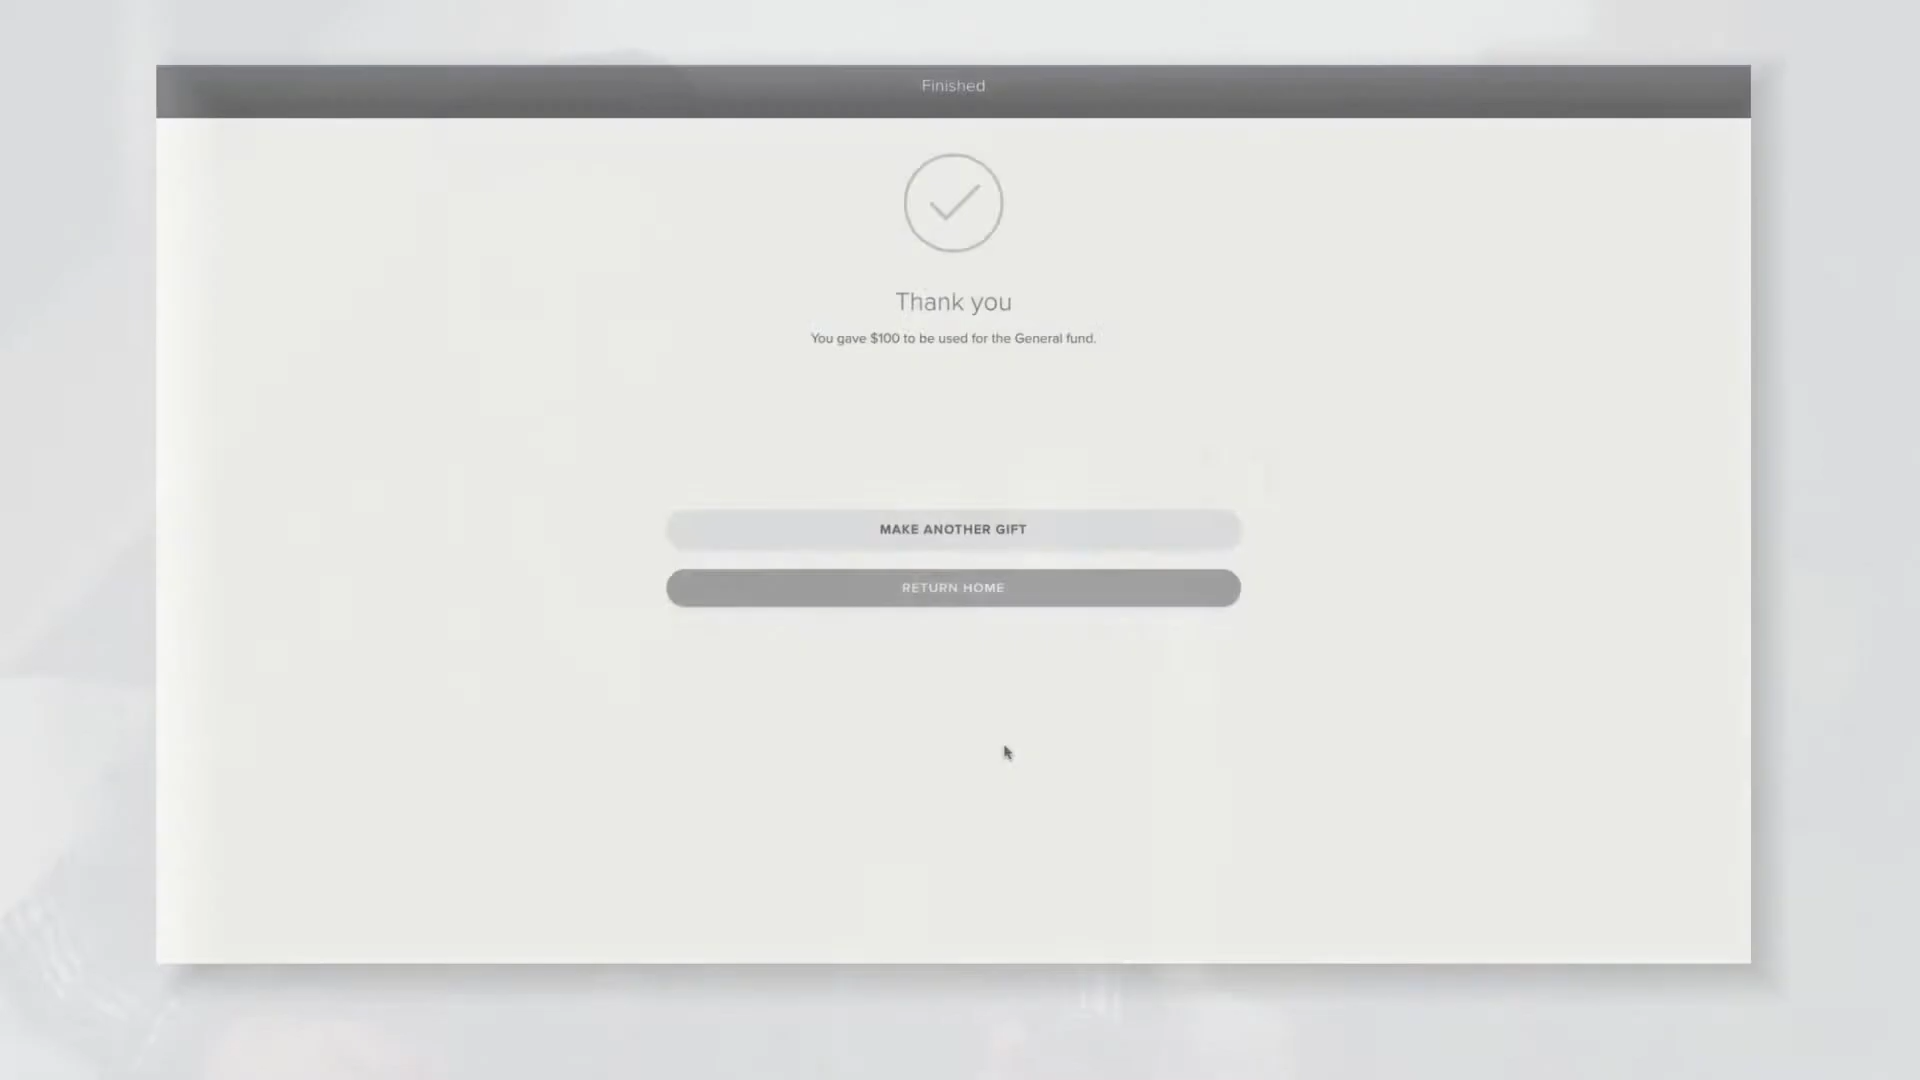 Finished
Thank you
You gave $100 to be used for the General fund.
MAKE ANOTHER GIFT
RETURN HOME